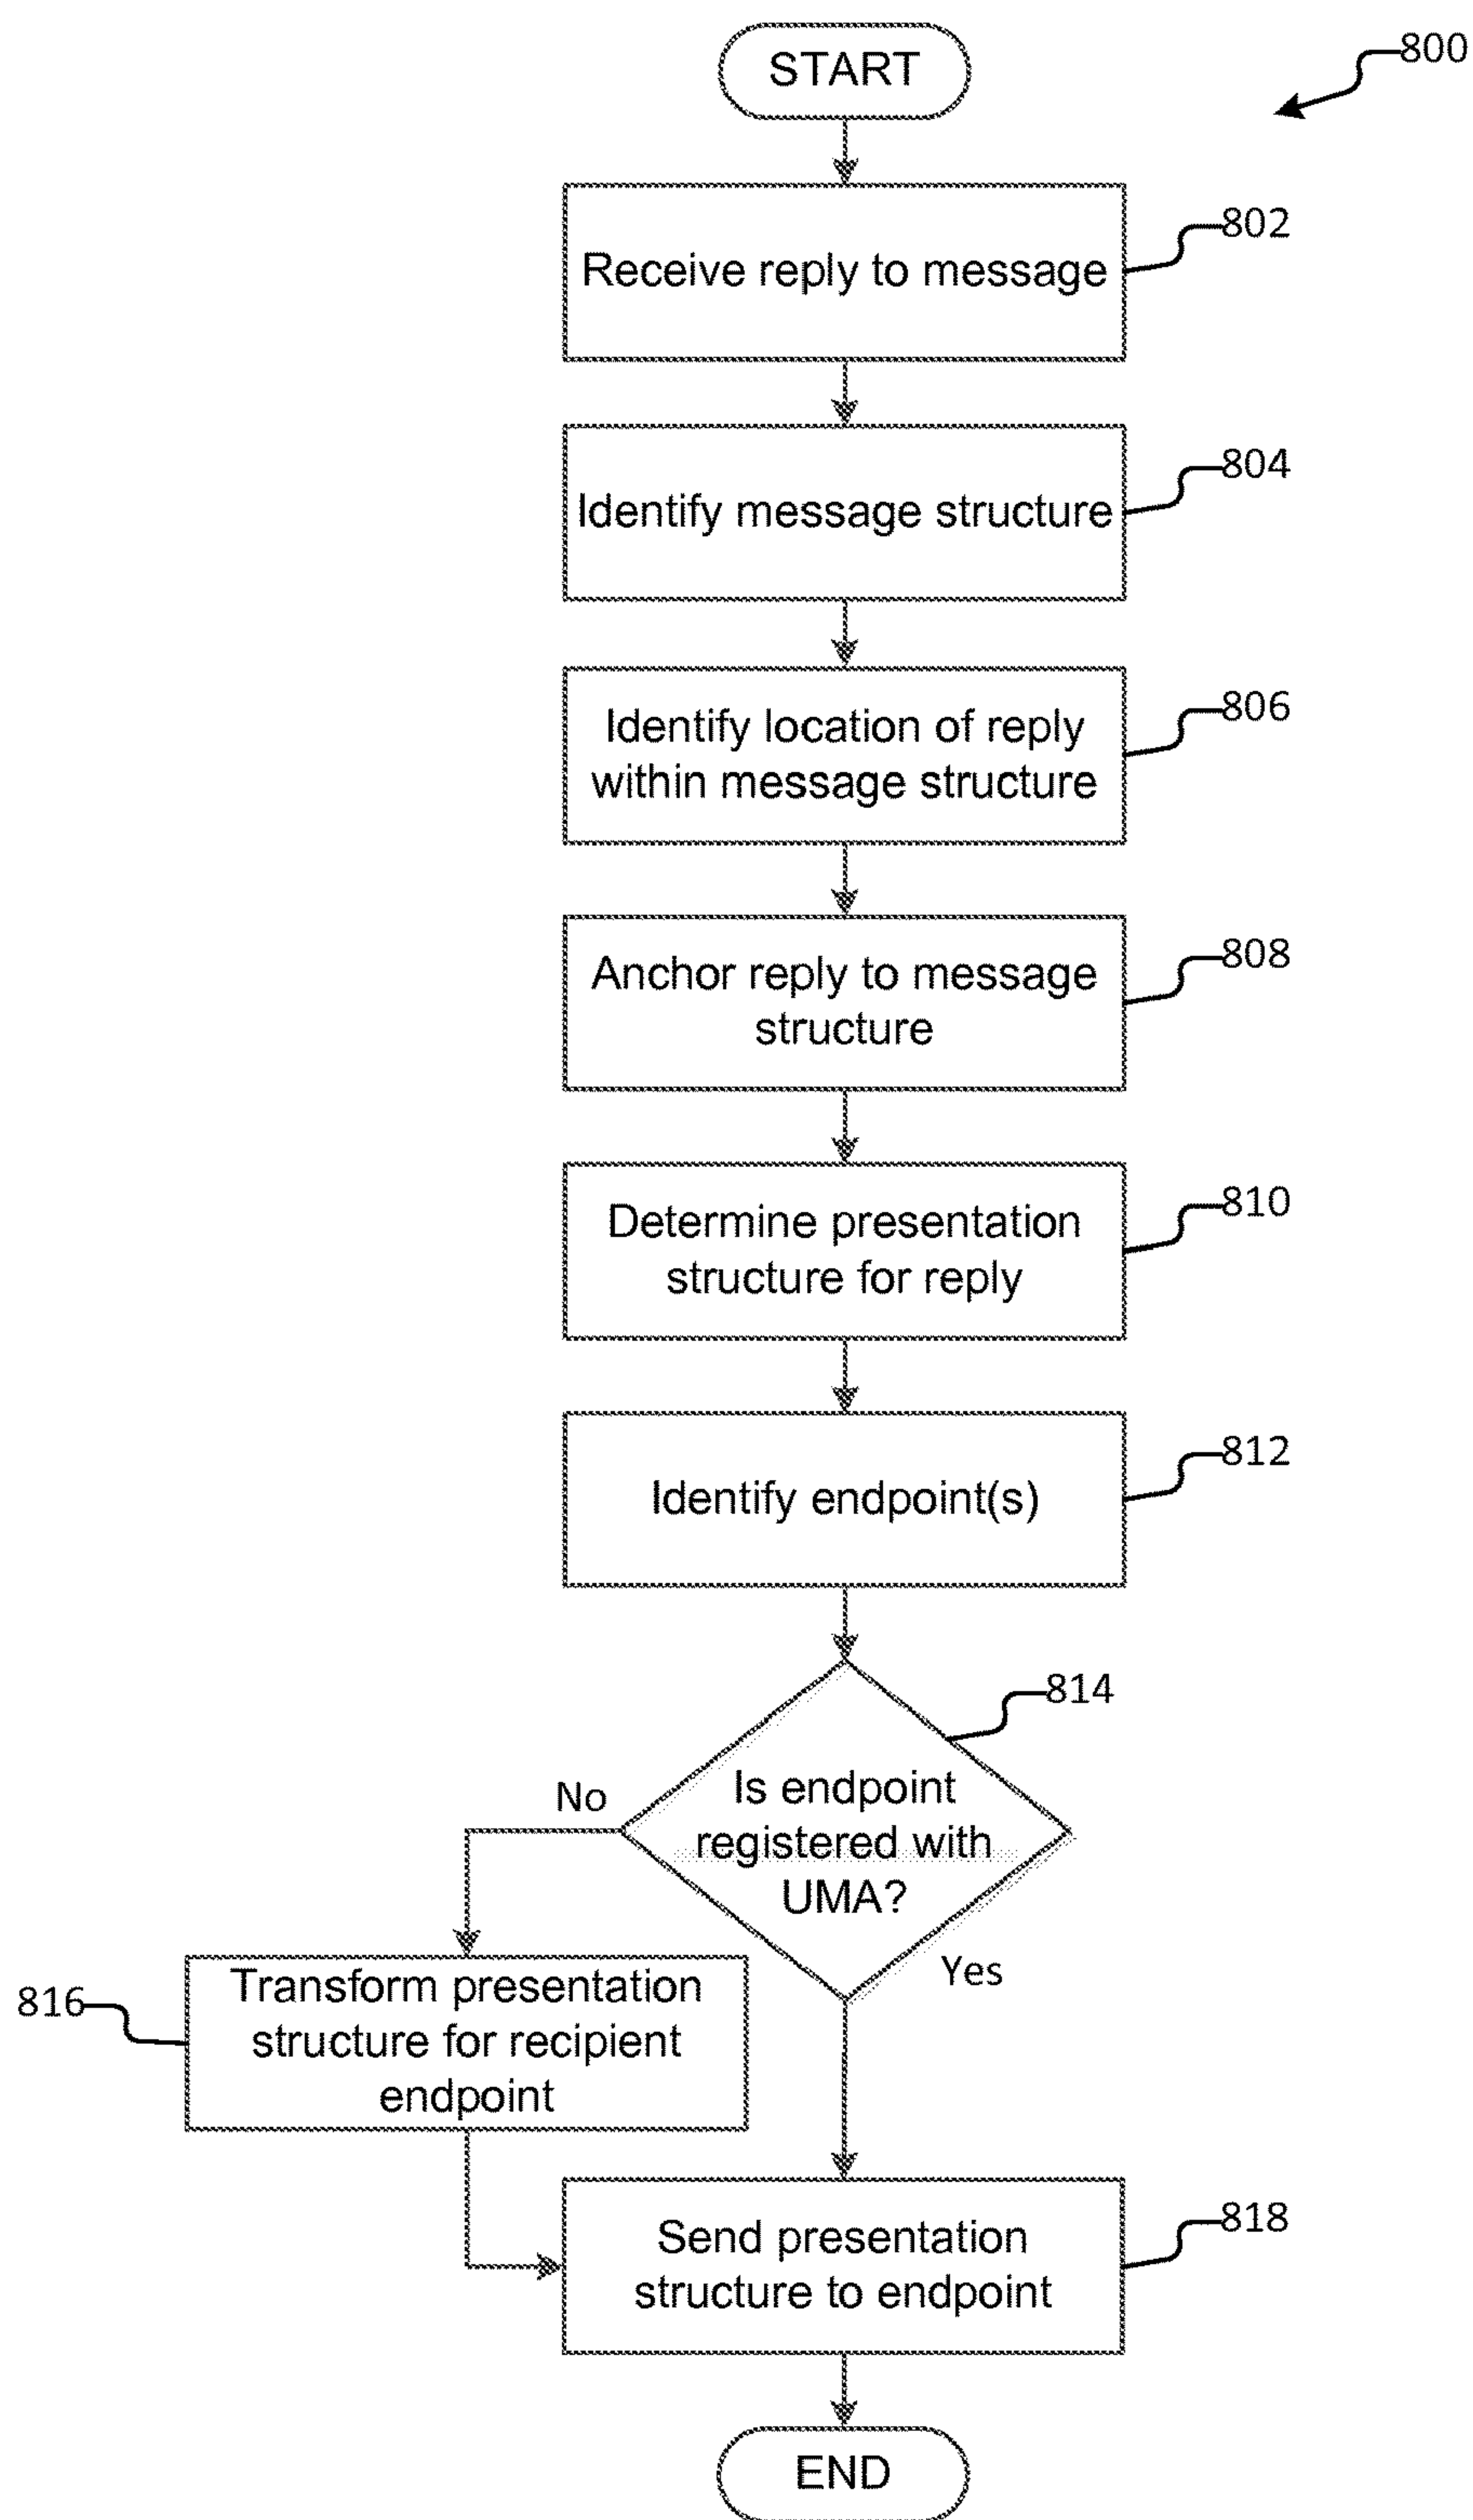 START
800
Receive reply to message
802
Identify message structure
804
Identify location of reply
within message structure
806
Anchor reply to message
structure
808
Determine presentation
structure for reply
810
Identify endpoint(s)
812
814
Is endpoint
registered with
UMA?
No
Yes
816
Transform presentation
structure for recipient
endpoint
Send presentation
structure to endpoint
818
END